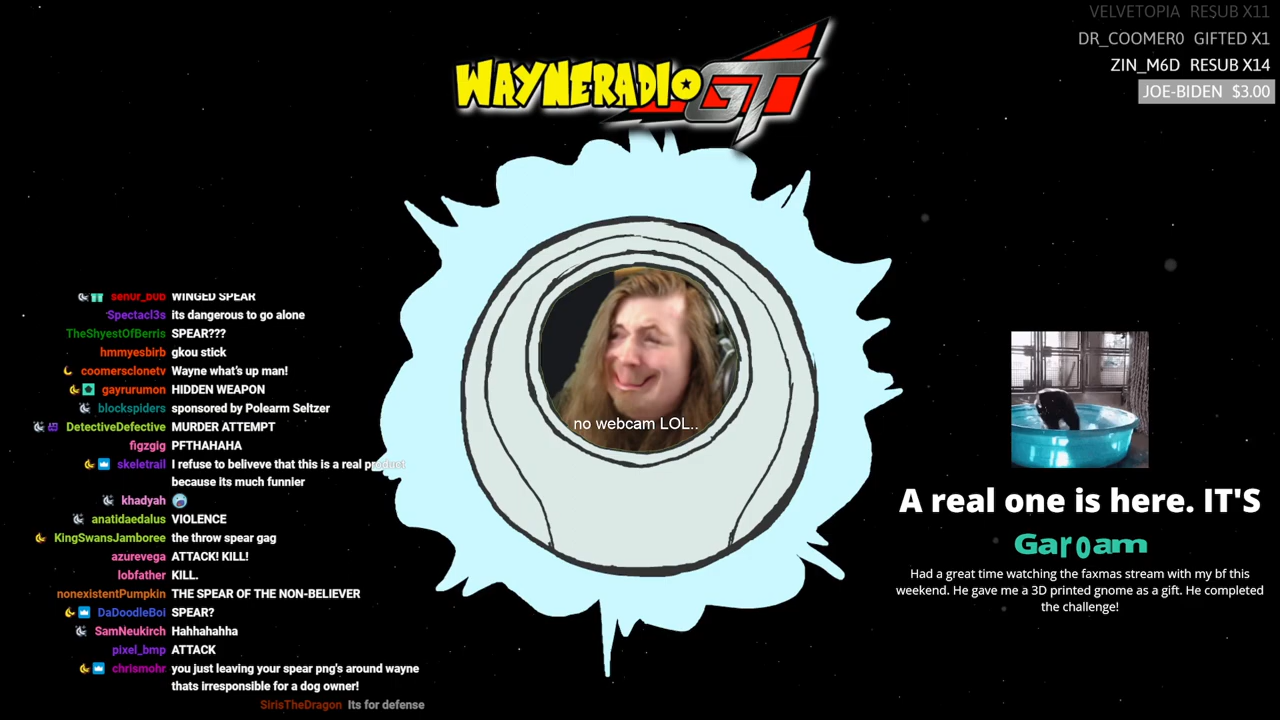 VELVETOPIA RESUB X11
DR_COOMER0 GIFTED X1
ZIN_M6D RESUB X14
JOE-BIDEN $3.00
WAYNERADIO GT
senor_bub WINGED SPEAR
Spectacl3s its dangerous to go alone
TheShyestOfBerris SPEAR???
hmmyesbirb gkou stick
coomersclonetv Wayne what's up man!
gayrurumon HIDDEN WEAPON
blockspiders sponsored by Polearm Seltzer
DetectiveDefective MURDER ATTEMPT
figzgig PFTHAHAHA
skeletrail I refuse to beliveve that this is a real product
because its much funnier
khadyah
anatidaedalus VIOLENCE
KingSwansJamboree the throw spear gag
azurevega ATTACK! KILL!
lobfather KILL.
nonexistentPumpkin THE SPEAR OF THE NON-BELIEVER
DaDoodleBoi SPEAR?
SamNeukirch Hahhahahha
pixel_bmp ATTACK
chrismohr you just leaving your spear png's around wayne
thats irresponsible for a dog owner!
SirisTheDragon Its for defense
no webcam LOL..
A real one is here. IT'S
Garoam
Had a great time watching the faxmas stream with my bf this
weekend. He gave me a 3D printed gnome as a gift. He completed
the challenge!